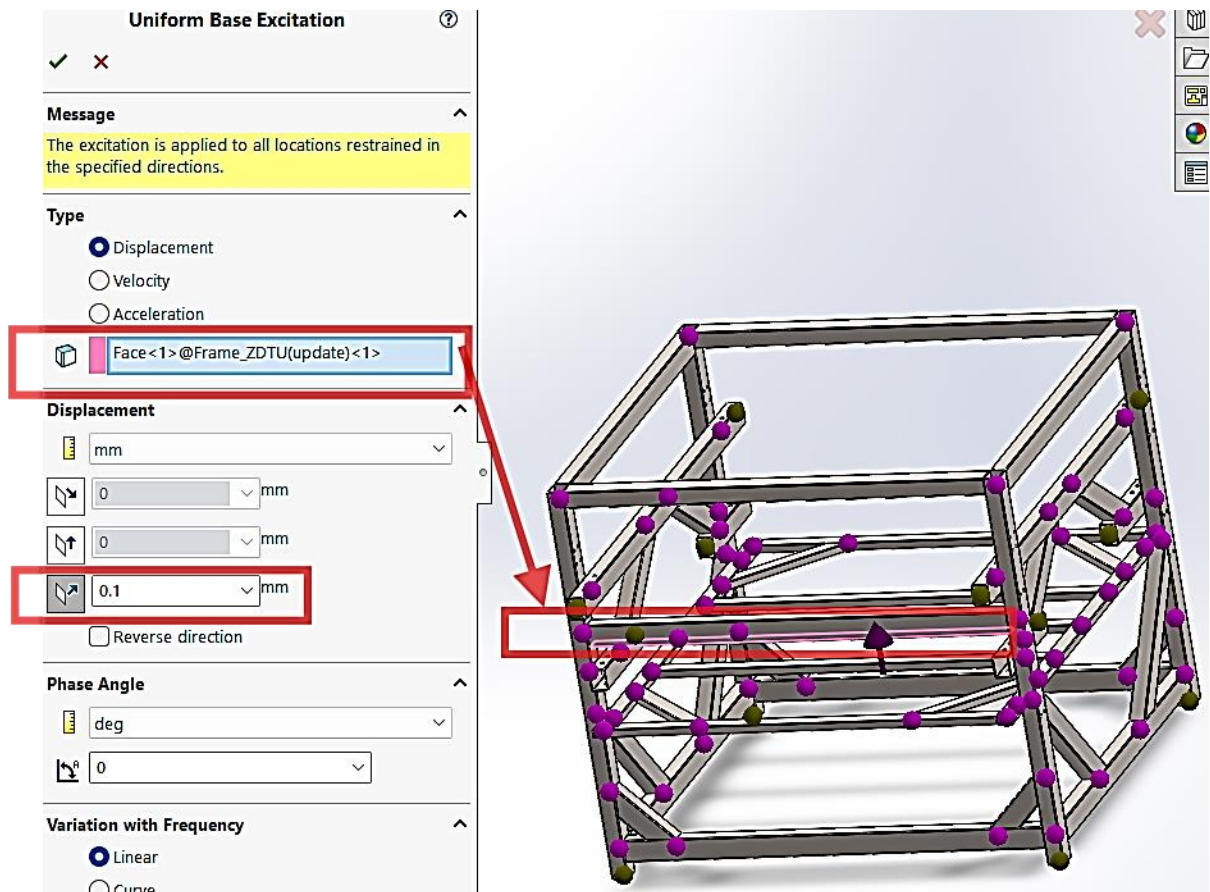 Uniform Base Excitation
Message
The excitation is applied to all locations restrained in
the specified directions.
Type
Displacement
Velocity
Acceleration
Face<1>@Frame_ZDTU(update)<1>
Displacement
mm
0 mm
0 mm
0.1 mm
Reverse direction
Phase Angle
deg
0
Variation with Frequency
Linear
Curve